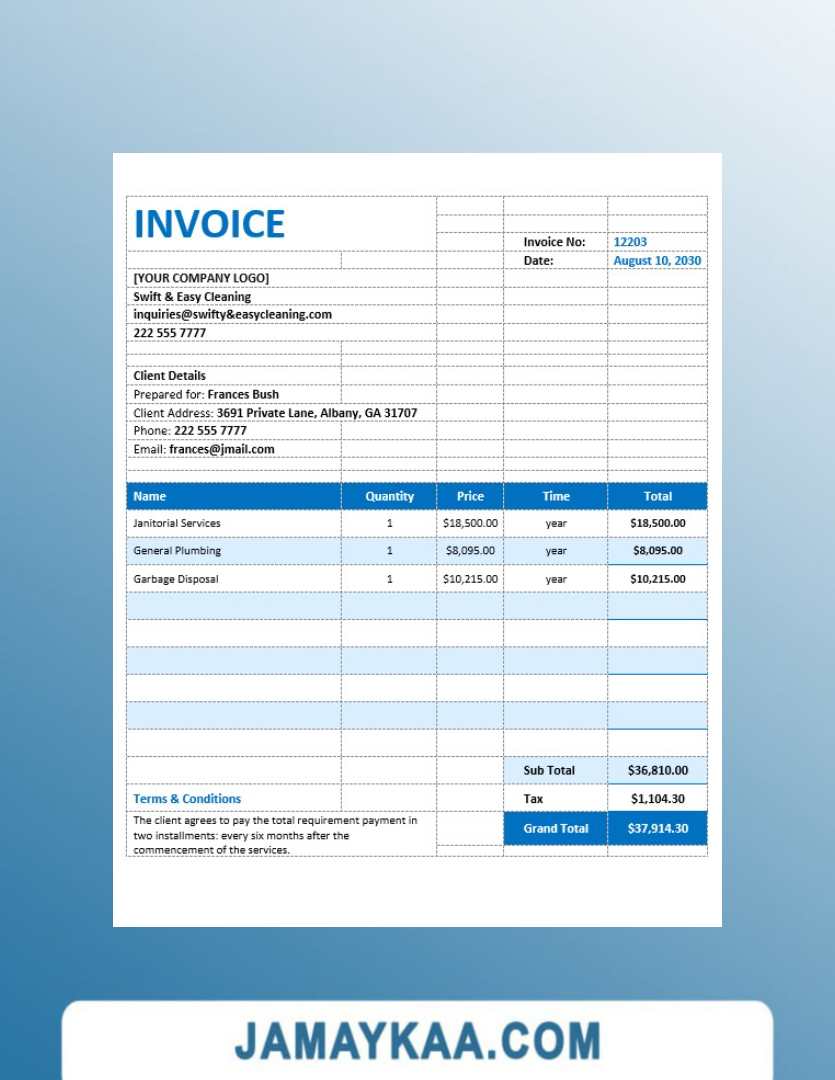 INVOICE
Invoice No: 12203
Date: August 10, 2030
[YOUR COMPANY LOGO]
Swift & Easy Cleaning
inquiries@swifty&easycleaning.com
222 555 7777
Client Details
Prepared for: Frances Bush
Client Address: 3691 Private Lane, Albany, GA 31707
Phone: 222 555 7777
Email: frances@jmail.com
Name Quantity Price Time Total
Janitorial Services 1 $18,500.00 year $18,500.00
General Plumbing 1 $8,095.00 year $8,095.00
Garbage Disposal 1 $10,215.00 year $10,215.00
Sub Total $36,810.00
Terms & Conditions
Tax $1,104.30
The client agrees to pay the total requirement payment in
two installments: every six months after the
commencement of the services.
Grand Total $37,914.30
JAMAYKAA.COM